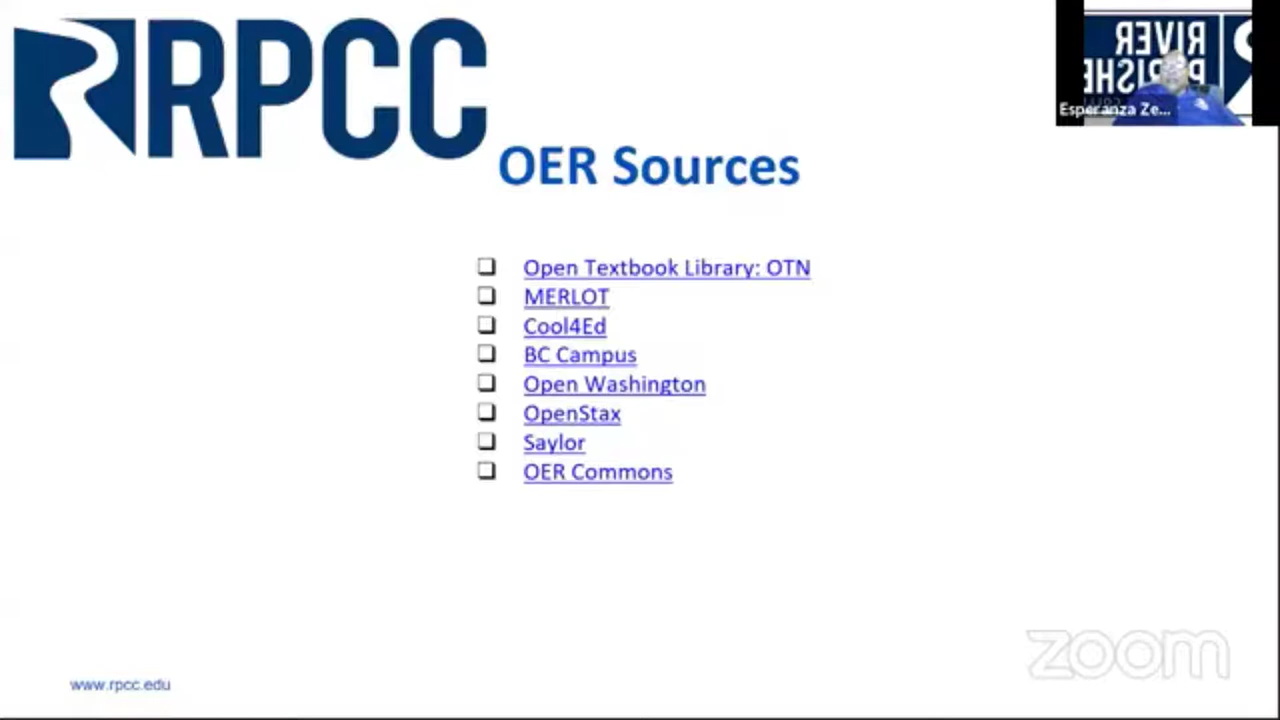 RPCC
RIVER
Esperanza Ze...
OER Sources
Open Textbook Library: OTN
MERLOT
Cool4Ed
BC Campus
Open Washington
OpenStax
Saylor
OER Commons
zoom
www.rpcc.edu